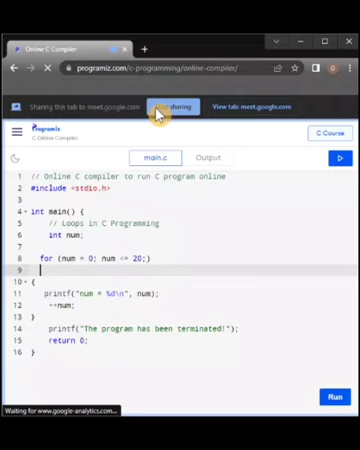 Online C Compiler
programiz.com/c-programming/online-compiler/
Sharing this tab to meet.google.com
sharing
View tab: meet.google.com
Programiz
C Online Compiler
C Course
main.c
Output
1 // Online C compiler to run C program online
2 #include <stdio.h>
3
4 int main() {
5 // Loops in C Programming
6 int num;
7
8 for (num = 0; num <= 20;)
9
10 {
11 printf("num = %d\n", num);
12 ++num;
13 }
14 printf("The program has been terminated!");
15 return 0;
16 }
Run
Waiting for www.google-analytics.com...